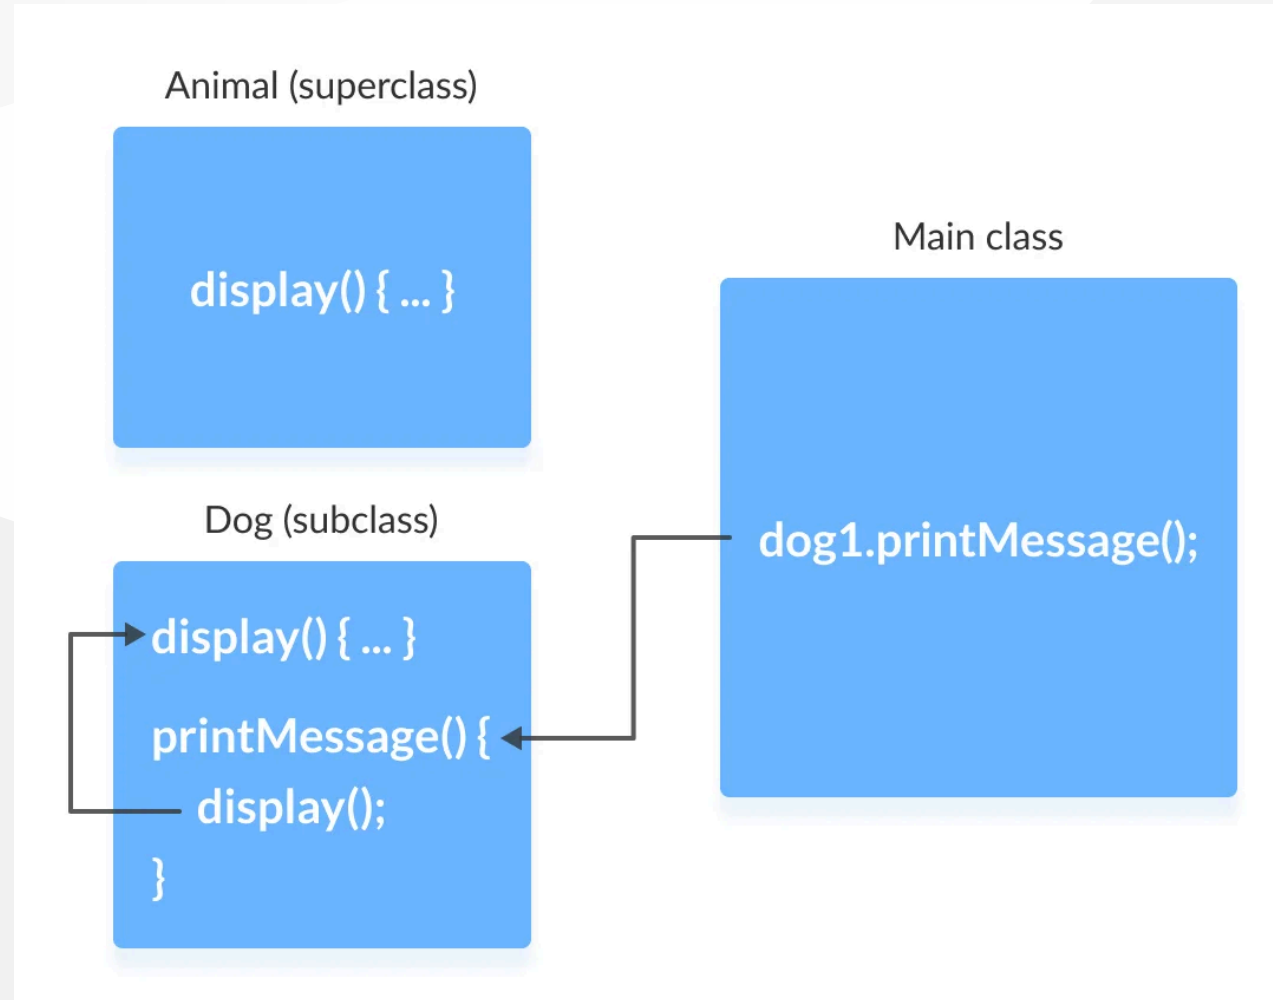 Animal (superclass)
display() { ... }
Dog (subclass)
display() { ... }
printMessage() {
display();
}
Main class
dog1.printMessage();